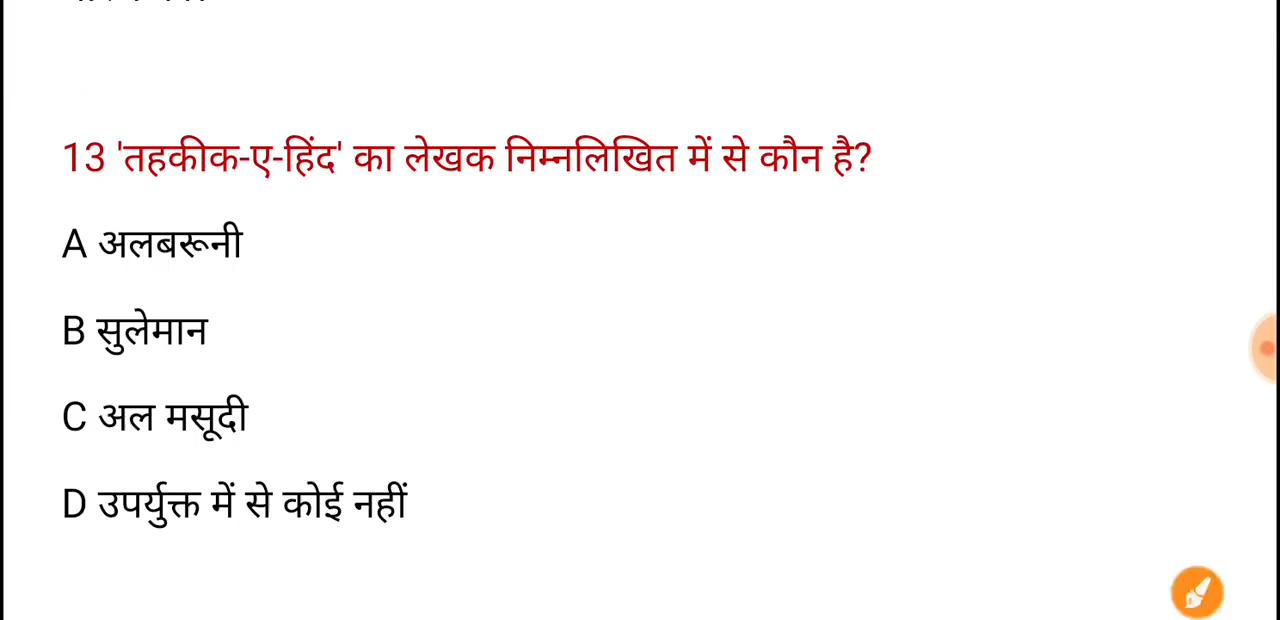 13 'तहकीक-ए-हिंद' का लेखक निम्नलिखित में से कौन है?
A अलबरूनी
B सुलेमान
C अल मसूदी
D उपर्युक्त में से कोई नहीं